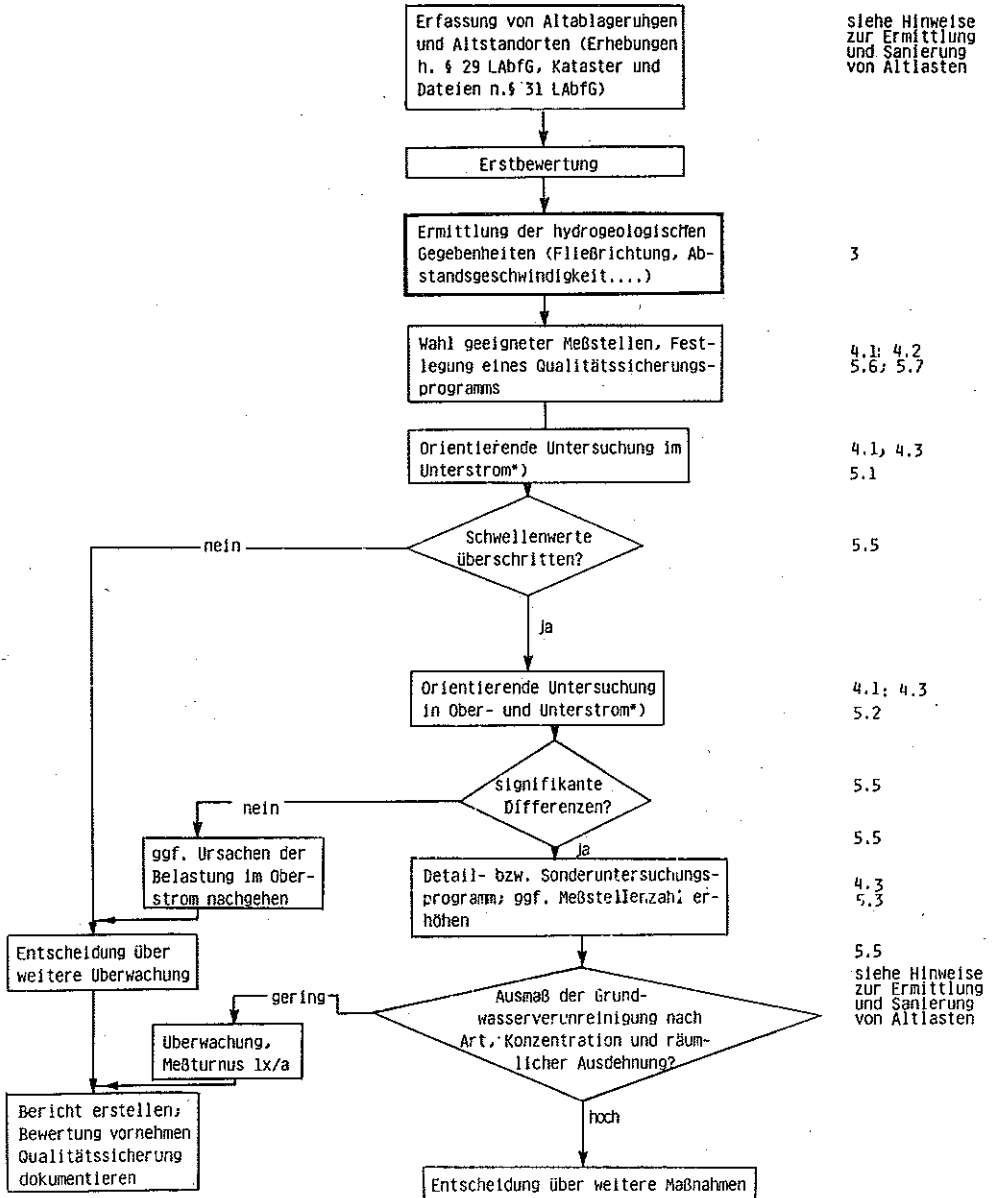 Erfassung von Altablagerungen
und Altstandorten (Erhebungen
h. § 29 LAbfG, Kataster und
Dateien n.§ 31 LAbfG)
siehe Hinweise
zur Ermittlung
und Sanierung
von Altlasten
Erstbewertung
Ermittlung der hydrogeologischen
Gegebenheiten (Fließrichtung, Ab-
standsgeschwindigkeit....)
3
Wahl geeigneter Meßstellen, Fest-
legung eines Qualitätssicherungs-
programms
4.1; 4.2
5.6; 5.7
Orientierende Untersuchung im
Unterstrom*)
4.1, 4.3
5.1
Schwellenwerte
überschritten?
5.5
nein
ja
Orientierende Untersuchung
in Ober- und Unterstrom*)
4.1; 4.3
5.2
signifikante
Differenzen?
5.5
nein
ja
ggf. Ursachen der
Belastung im Ober-
strom nachgehen
5.5
Detail- bzw. Sonderuntersuchungs-
programm; ggf. Meßstellenzahl er-
höhen
4.3
5.3
Entscheidung über
weitere Überwachung
5.5
siehe Hinweise
zur Ermittlung
und Sanierung
von Altlasten
Ausmaß der Grund-
wasserverunreinigung nach
Art, Konzentration und räum-
licher Ausdehnung?
gering
Überwachung,
Meßturnus 1x/a
hoch
Bericht erstellen;
Bewertung vornehmen
Qualitätssicherung
dokumentieren
Entscheidung über weitere Maßnahmen